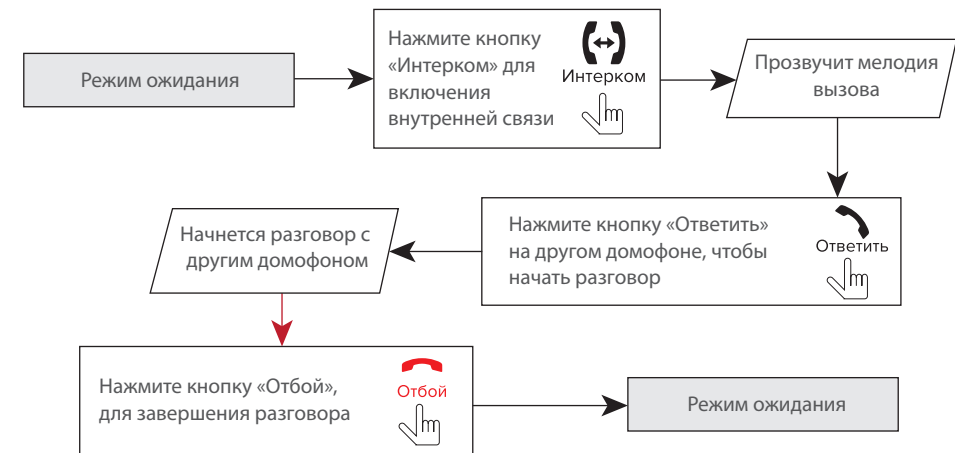 Режим ожидания
Нажмите кнопку
«Интерком» для
включения
внутренней связи
Интерком
Прозвучит мелодия
вызова
Нажмите кнопку «Ответить»
на другом домофоне, чтобы
начать разговор
Ответить
Начнется разговор с
другим домофоном
Нажмите кнопку «Отбой»,
для завершения разговора
Отбой
Режим ожидания